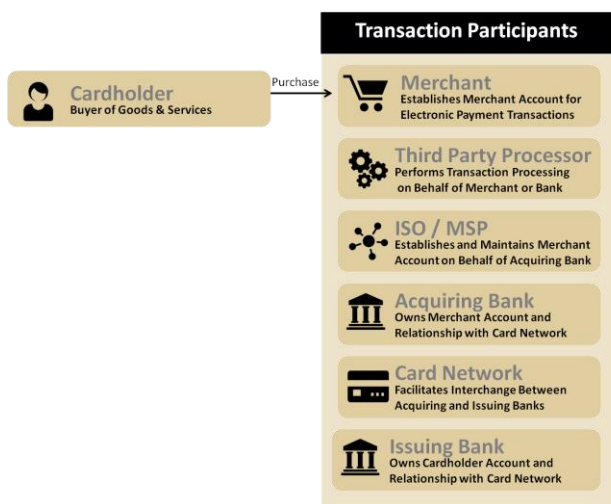 Transaction Participants
Cardholder
Buyer of Goods & Services
Purchase
Merchant
Establishes Merchant Account for
Electronic Payment Transactions
Third Party Processor
Performs Transaction Processing
on Behalf of Merchant or Bank
ISO / MSP
Establishes and Maintains Merchant
Account on Behalf of Acquiring Bank
Acquiring Bank
Owns Merchant Account and
Relationship with Card Network
Card Network
Facilitates Interchange Between
Acquiring and Issuing Banks
Issuing Bank
Owns Cardholder Account and
Relationship with Card Network